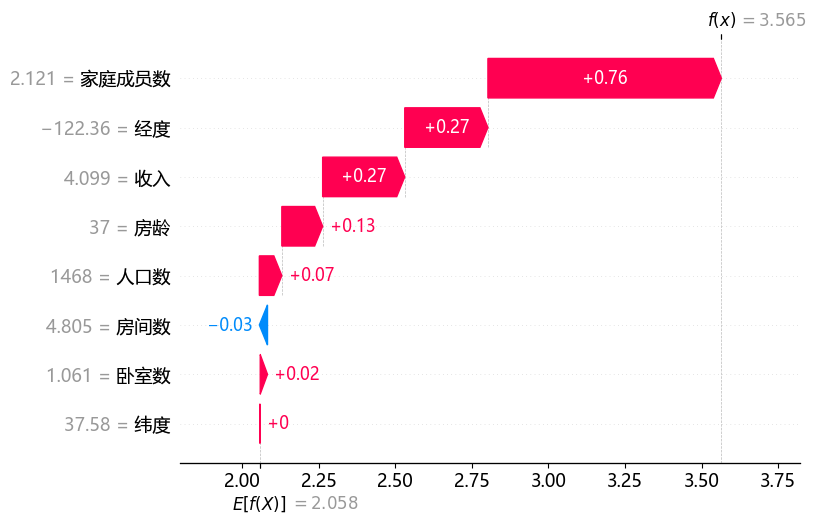 f(x) = 3.565
2.121 = 家庭成员数 +0.76
−122.36 = 经度 +0.27
4.099 = 收入 +0.27
37 = 房龄 +0.13
1468 = 人口数 +0.07
4.805 = 房间数 −0.03
1.061 = 卧室数 +0.02
37.58 = 纬度 +0
2.00 2.25 2.50 2.75 3.00 3.25 3.50 3.75
E[f(X)] = 2.058